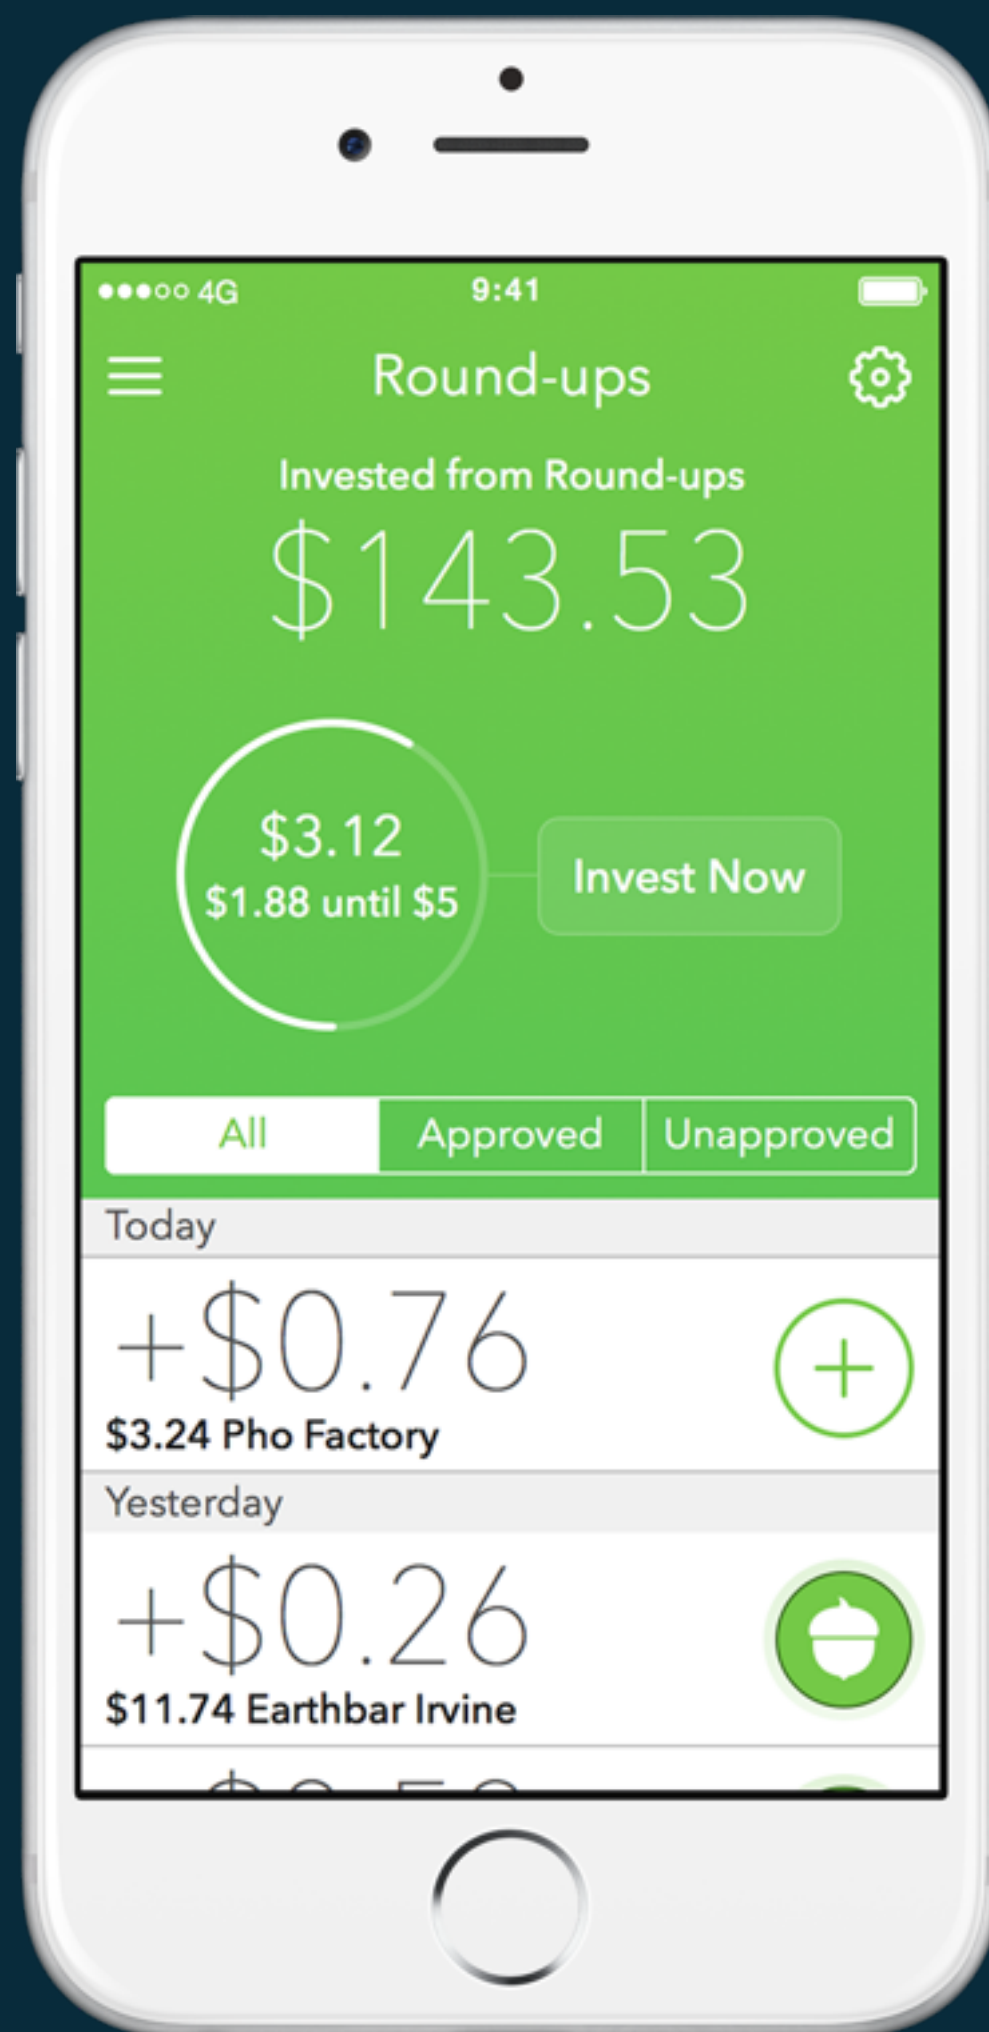 4G
9:41
Round-ups
Invested from Round-ups
$143.53
$3.12
$1.88 until $5
Invest Now
All
Approved
Unapproved
Today
+$0.76
$3.24 Pho Factory
Yesterday
+$0.26
$11.74 Earthbar Irvine